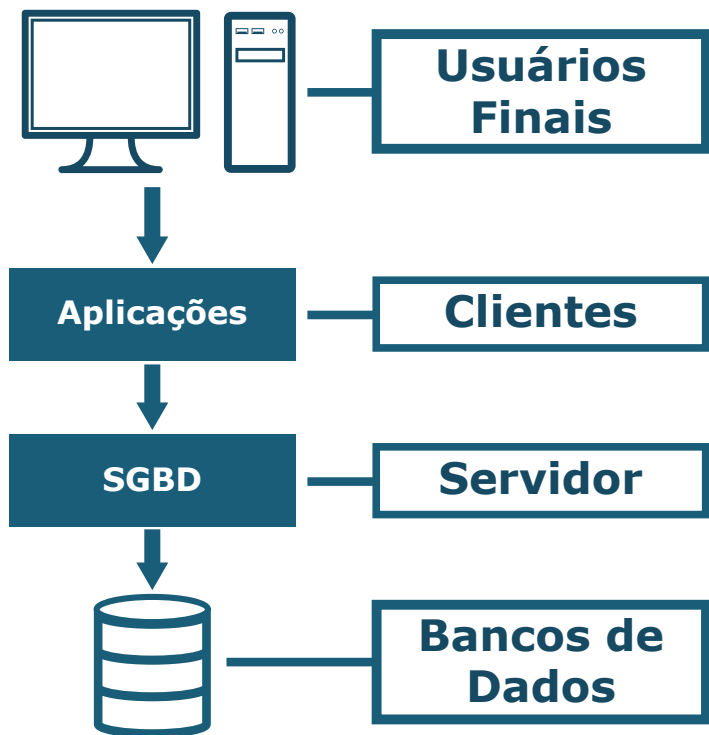 Usuários
Finais
Aplicações
Clientes
SGBD
Servidor
Bancos de
Dados